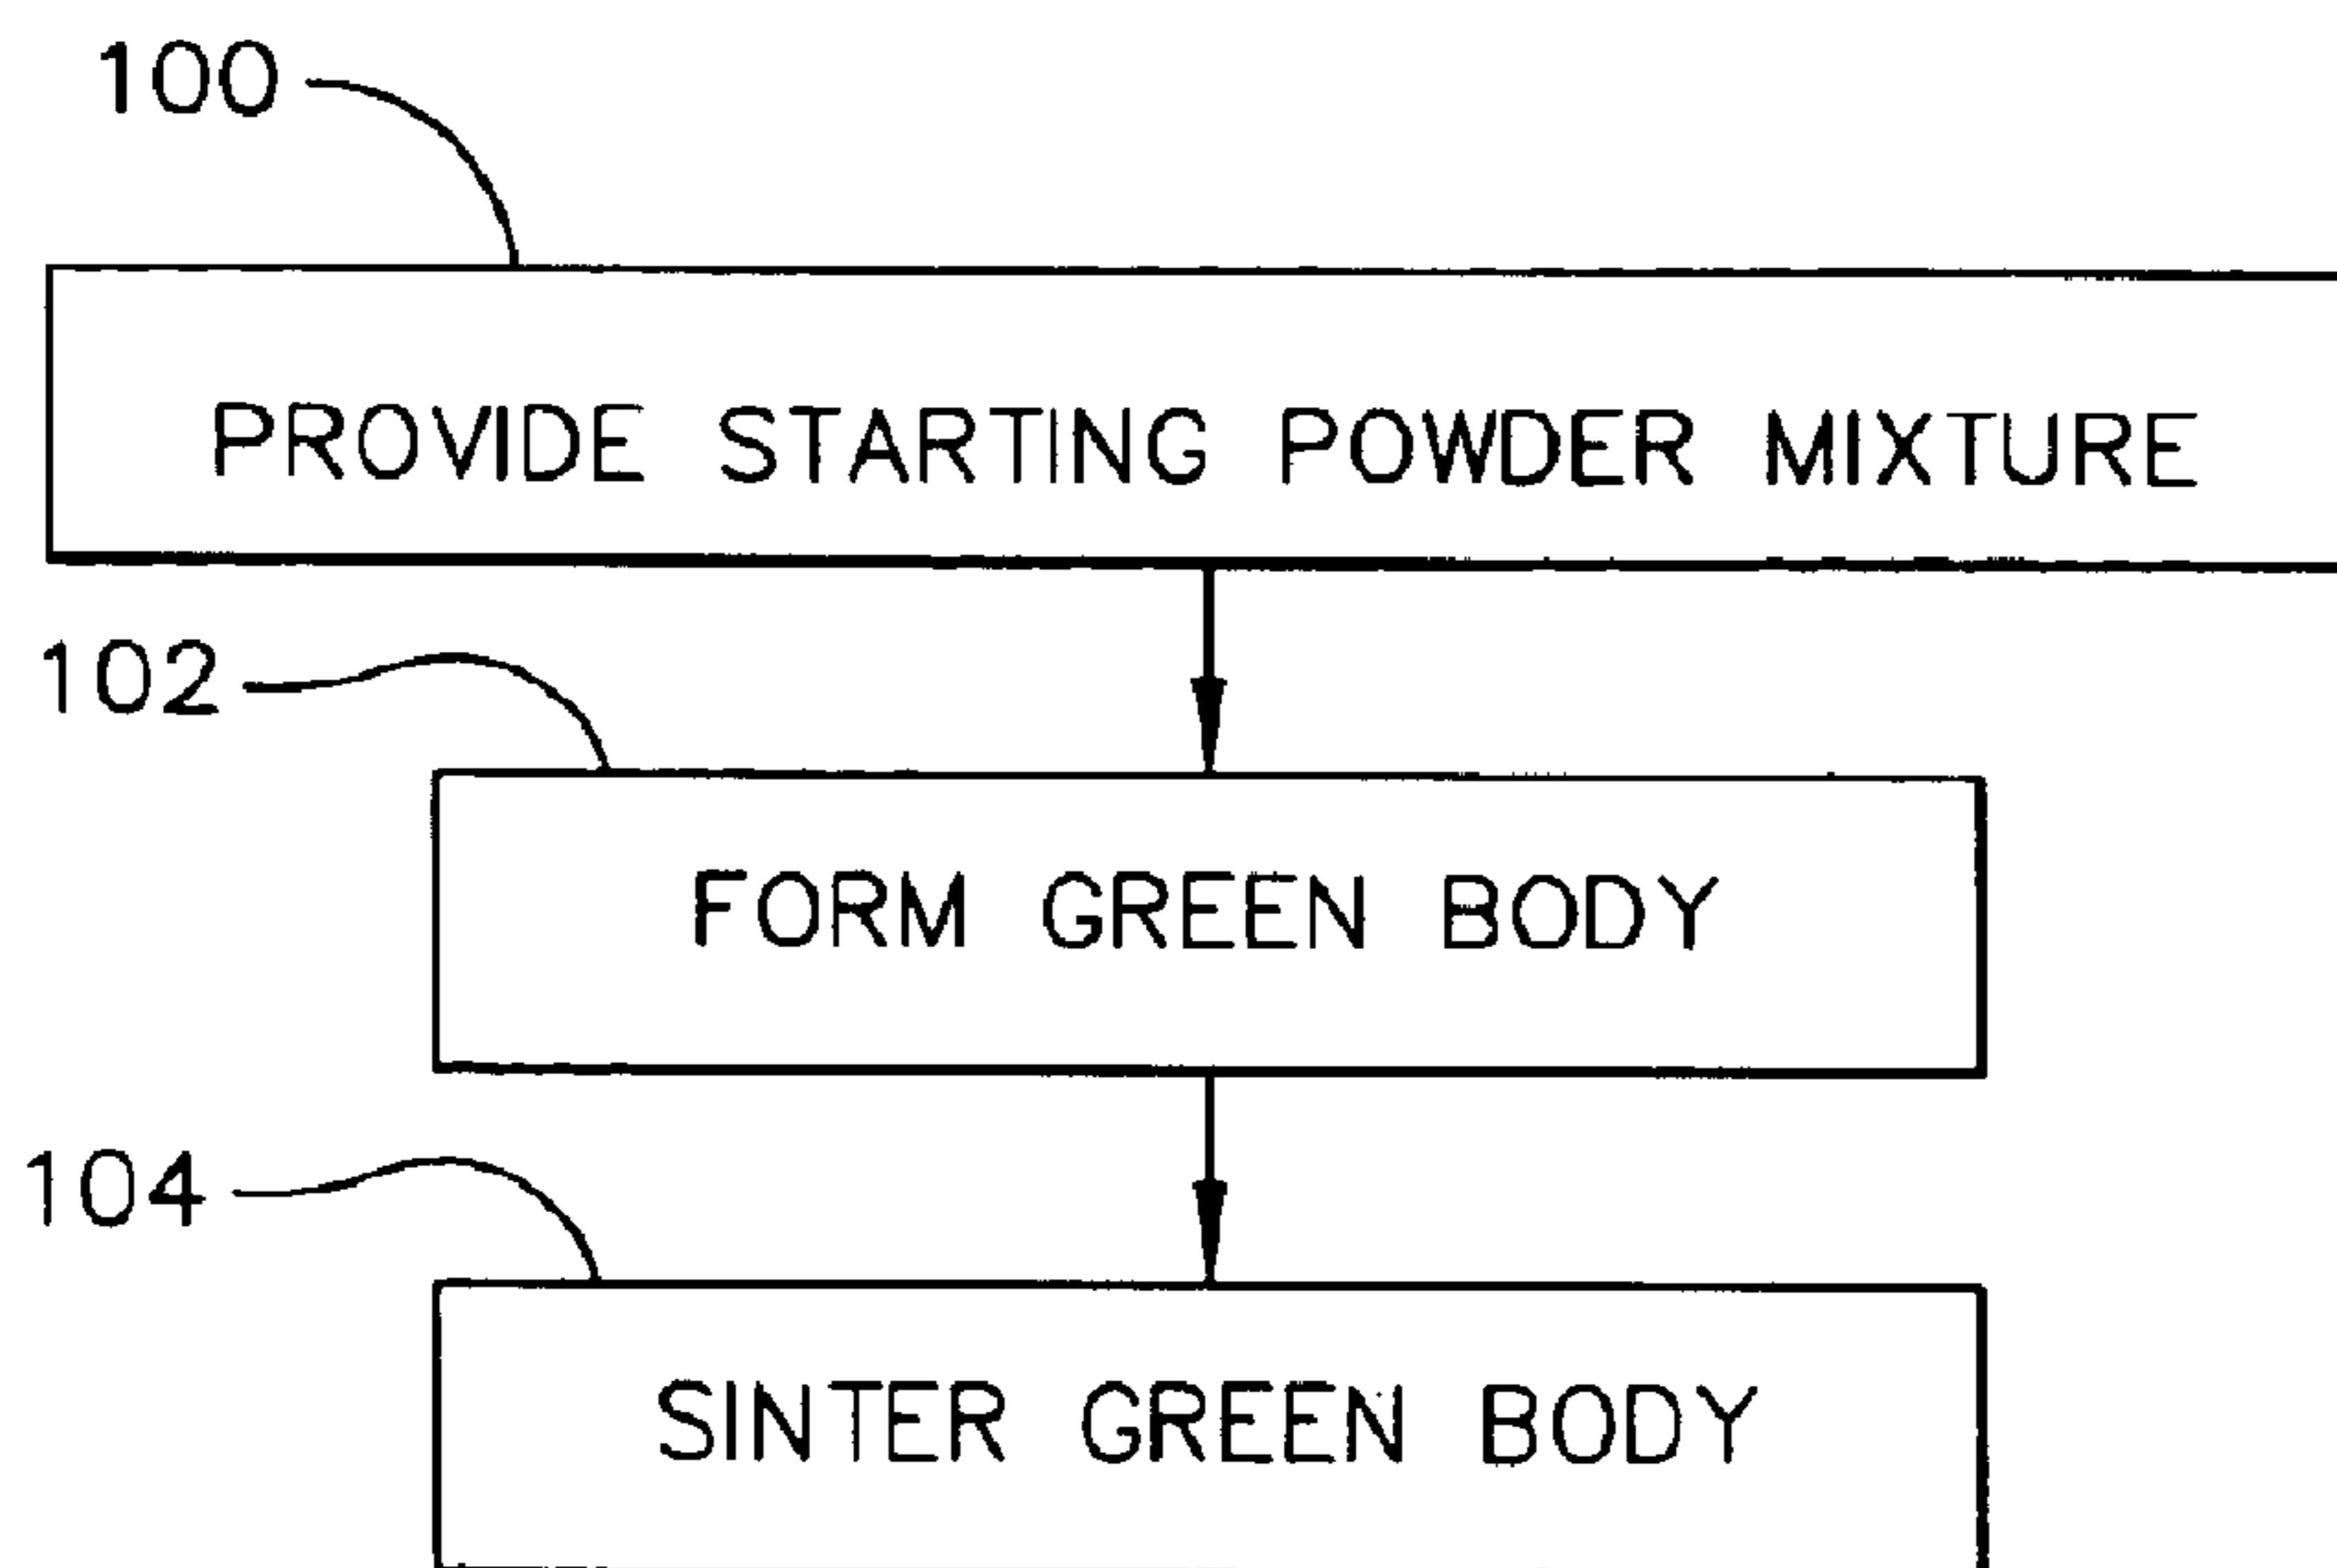 100
PROVIDE STARTING POWDER MIXTURE
102
FORM GREEN BODY
104
SINTER GREEN BODY